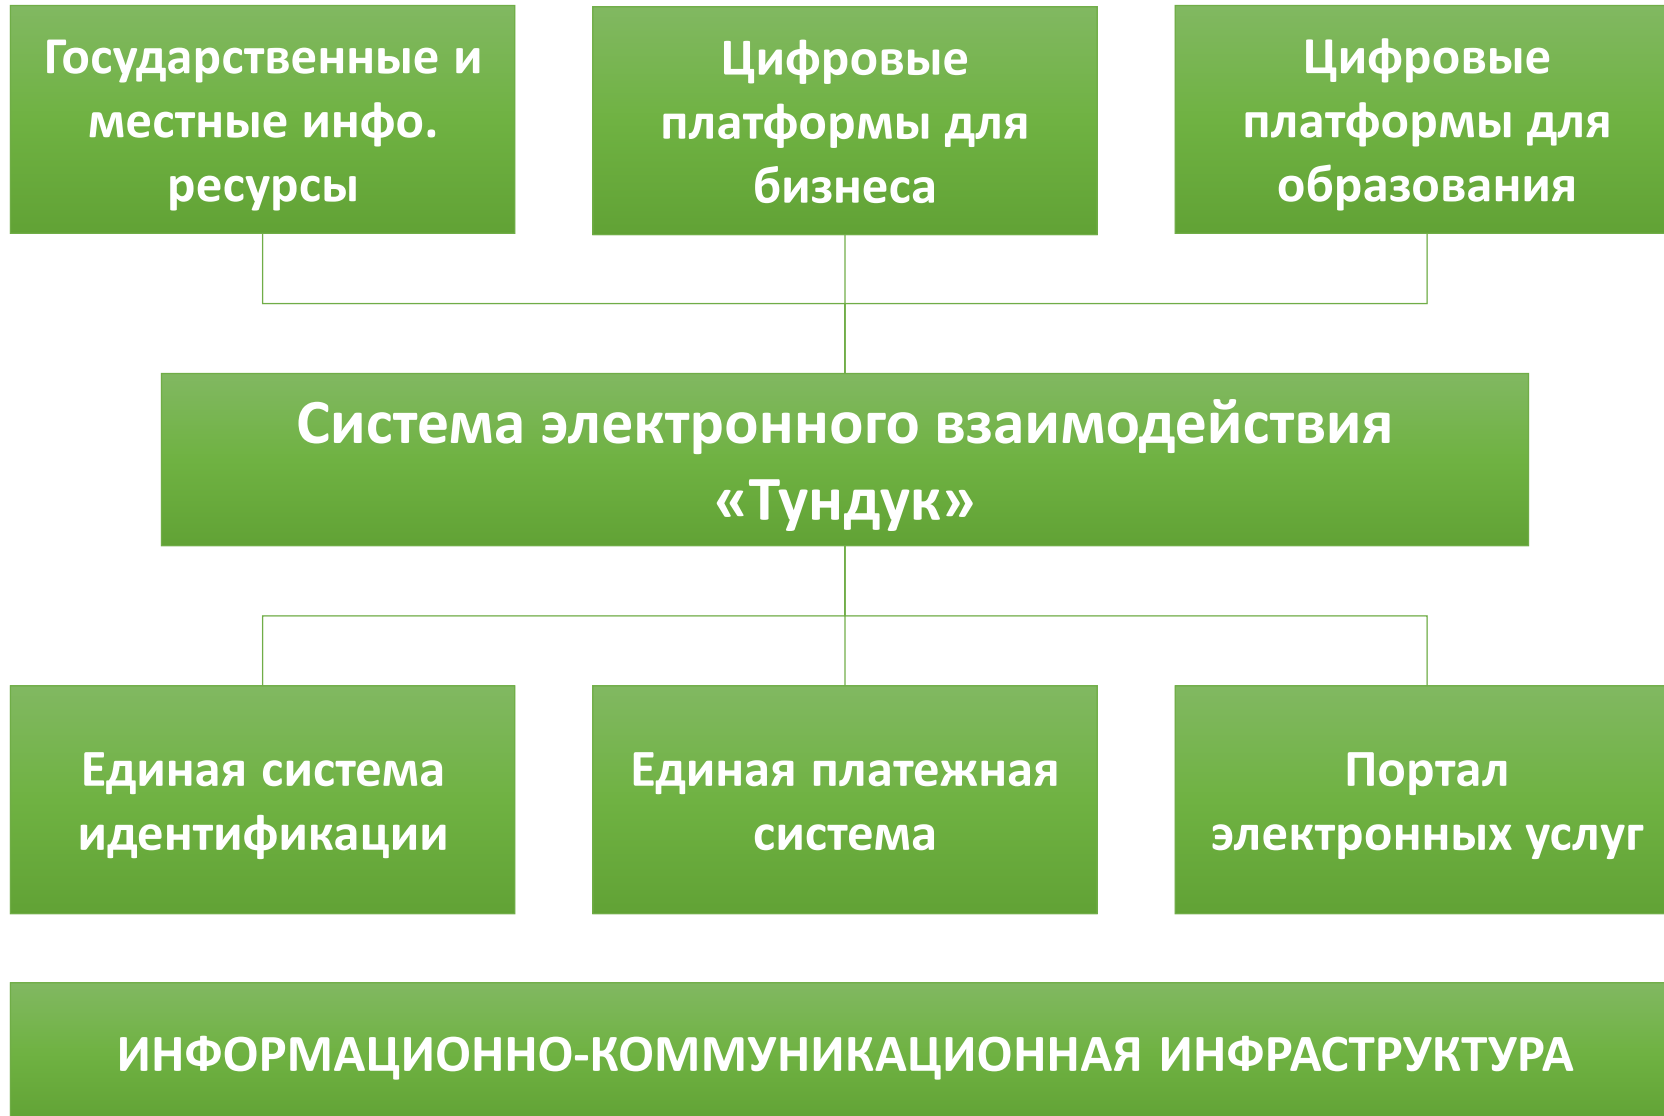 Государственные и
местные инфо.
ресурсы
Цифровые
платформы для
бизнеса
Цифровые
платформы для
образования
Система электронного взаимодействия
«Тундук»
Единая система
идентификации
Единая платежная
система
Портал
электронных услуг
ИНФОРМАЦИОННО-КОММУНИКАЦИОННАЯ ИНФРАСТРУКТУРА